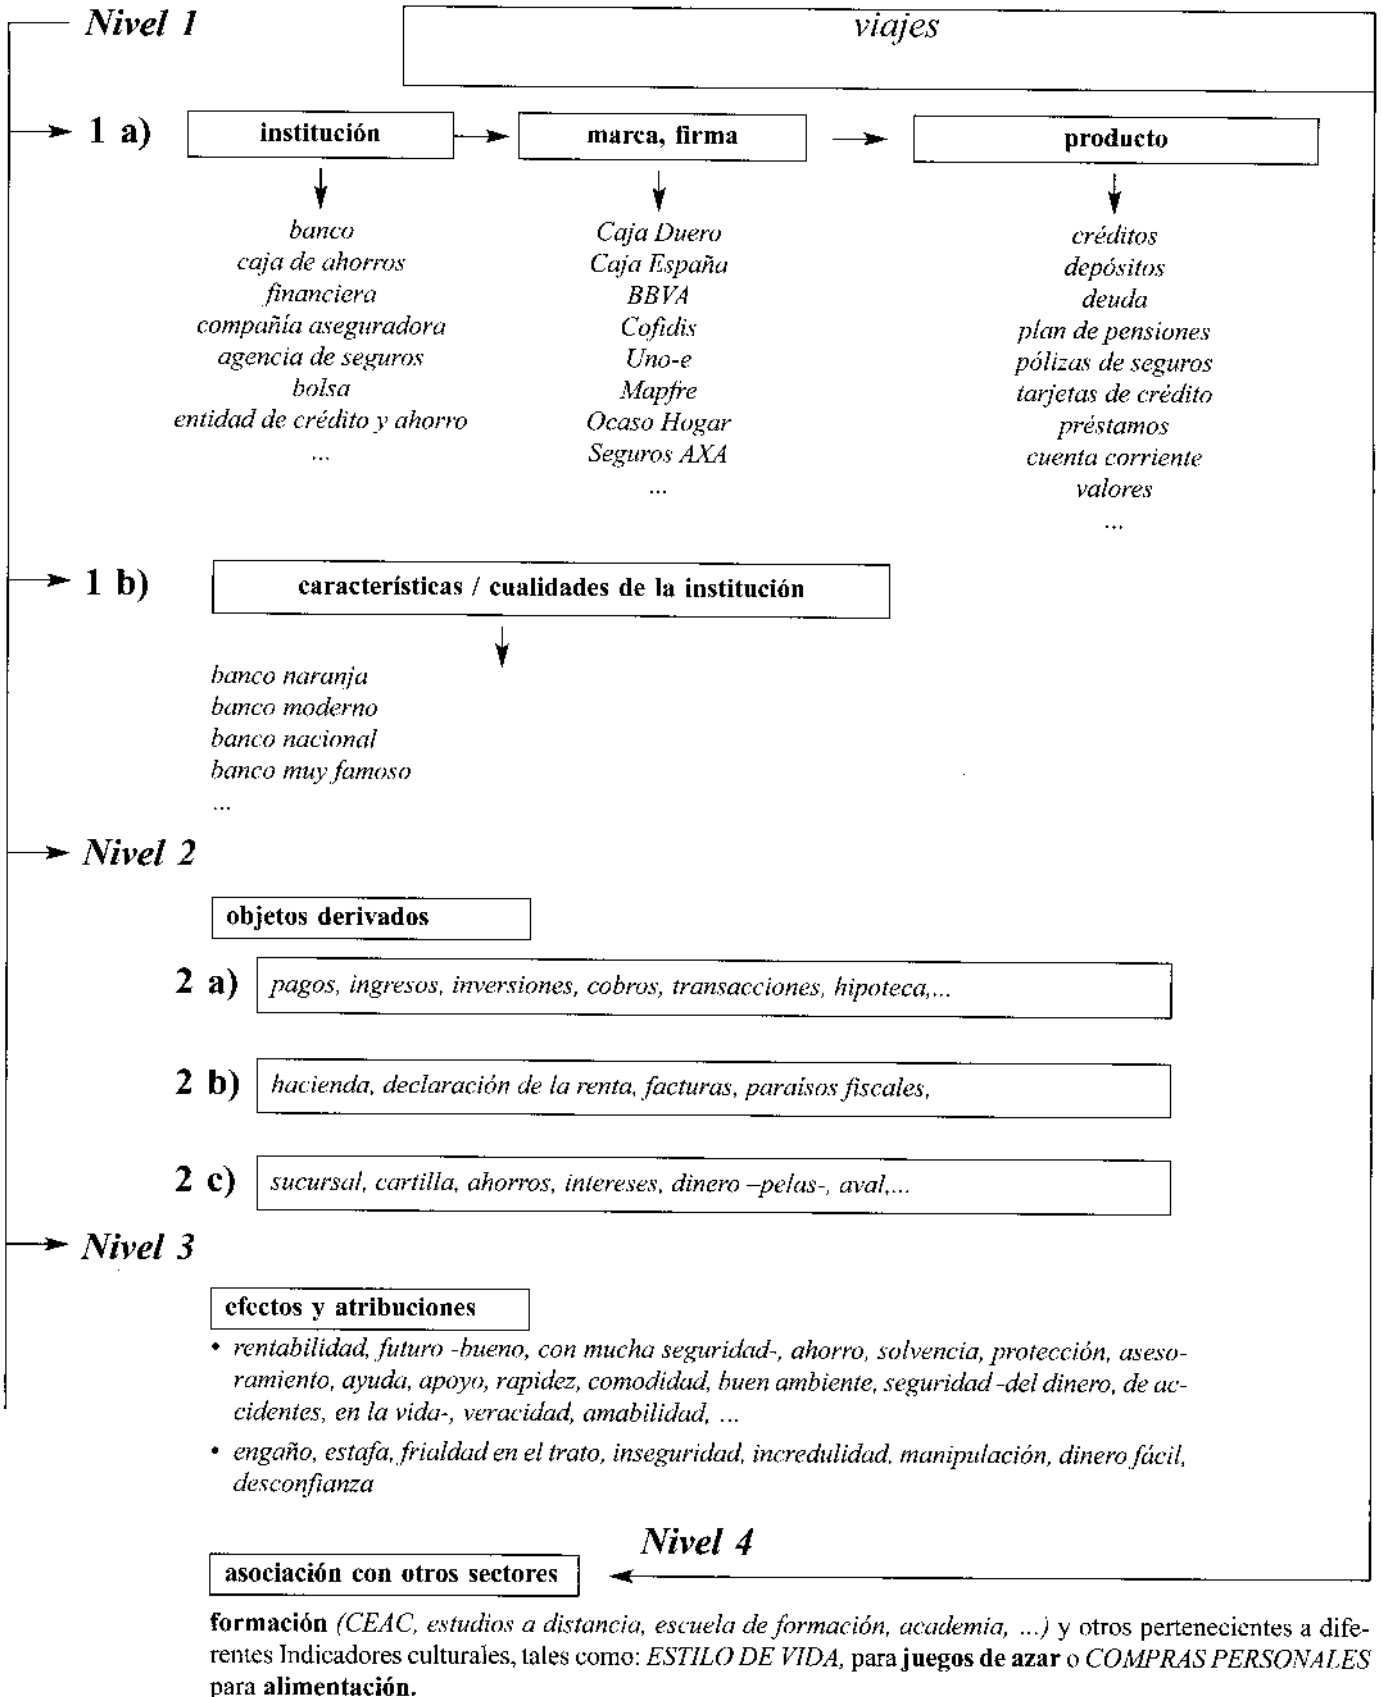 Nivel 1
viajes
1 a)
institución
marca, firma
producto
banco
caja de ahorros
financiera
compañía aseguradora
agencia de seguros
bolsa
entidad de crédito y ahorro
...
Caja Duero
Caja España
BBVA
Cofidis
Uno-e
Mapfre
Ocaso Hogar
Seguros AXA
...
créditos
depósitos
deuda
plan de pensiones
pólizas de seguros
tarjetas de crédito
préstamos
cuenta corriente
valores
...
1 b)
características / cualidades de la institución
banco naranja
banco moderno
banco nacional
banco muy famoso
...
Nivel 2
objetos derivados
2 a)
pagos, ingresos, inversiones, cobros, transacciones, hipoteca,...
2 b)
hacienda, declaración de la renta, facturas, paraísos fiscales,
2 c)
sucursal, cartilla, ahorros, intereses, dinero –pelas-, aval,...
Nivel 3
efectos y atribuciones
• rentabilidad, futuro -bueno, con mucha seguridad-, ahorro, solvencia, protección, aseso-
ramiento, ayuda, apoyo, rapidez, comodidad, buen ambiente, seguridad -del dinero, de ac-
cidentes, en la vida-, veracidad, amabilidad, ...
• engaño, estafa, frialdad en el trato, inseguridad, incredulidad, manipulación, dinero fácil,
desconfianza
Nivel 4
asociación con otros sectores
formación (CEAC, estudios a distancia, escuela de formación, academia, ...) y otros pertenecientes a dife-
rentes Indicadores culturales, tales como: ESTILO DE VIDA, para juegos de azar o COMPRAS PERSONALES
para alimentación.